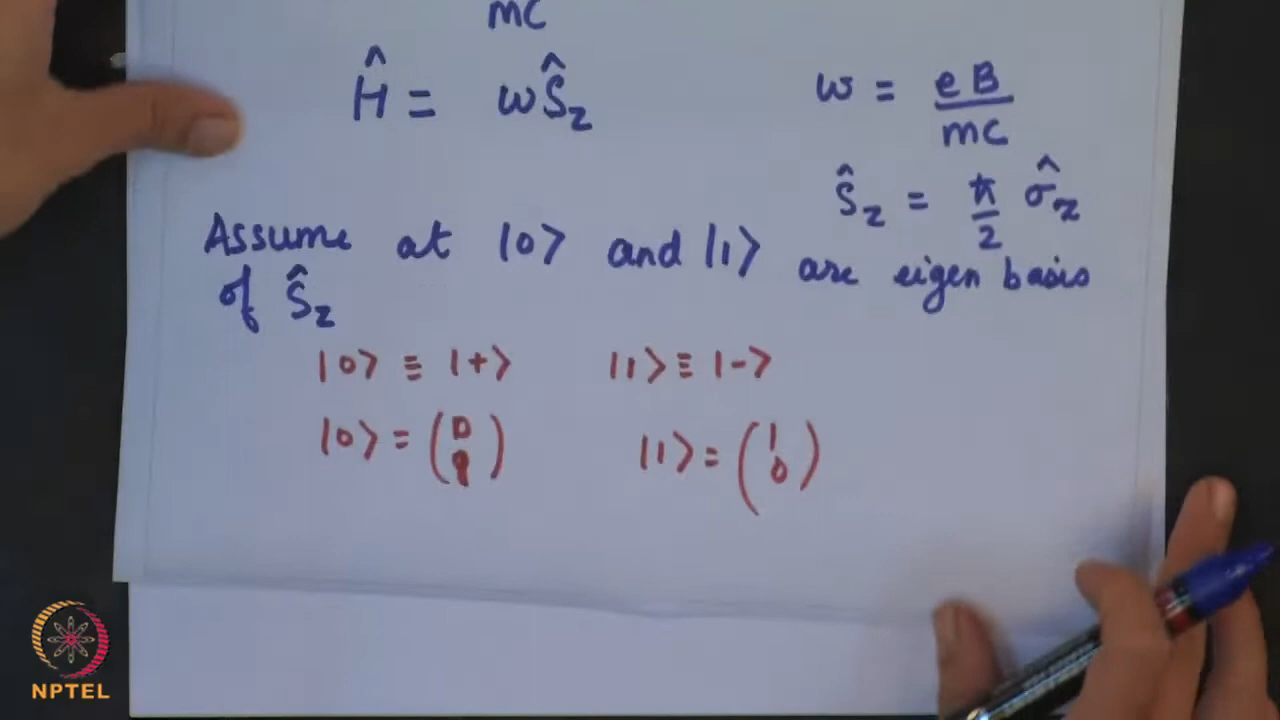 mc
Ĥ = ωŜz
ω = eB/mc
Ŝz = ℏ/2 σ̂z
Assume at |0> and |1> are eigen basis
of Ŝz
|0> ≡ |+> |1> ≡ |->
|0> = (0 1) |1> = (1 0)
NPTEL